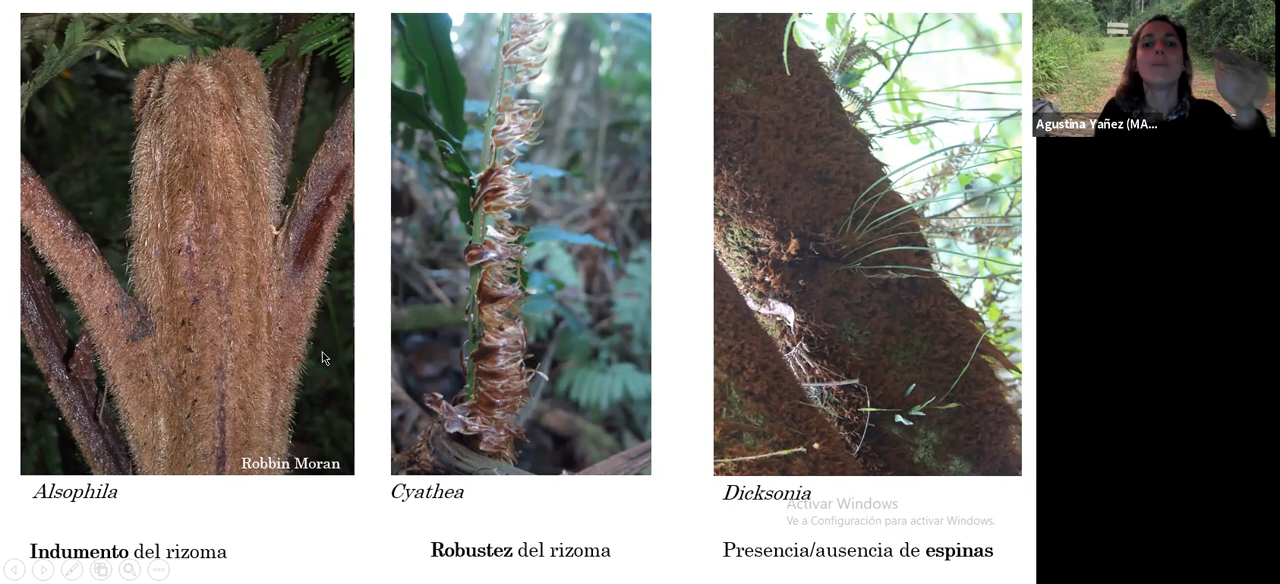 Agustina Yañez (MA...
Robbin Moran
Alsophila
Cyathea
Dicksonia
Activar Windows
Ve a Configuración para activar Windows.
Indumento del rizoma
Robustez del rizoma
Presencia/ausencia de espinas